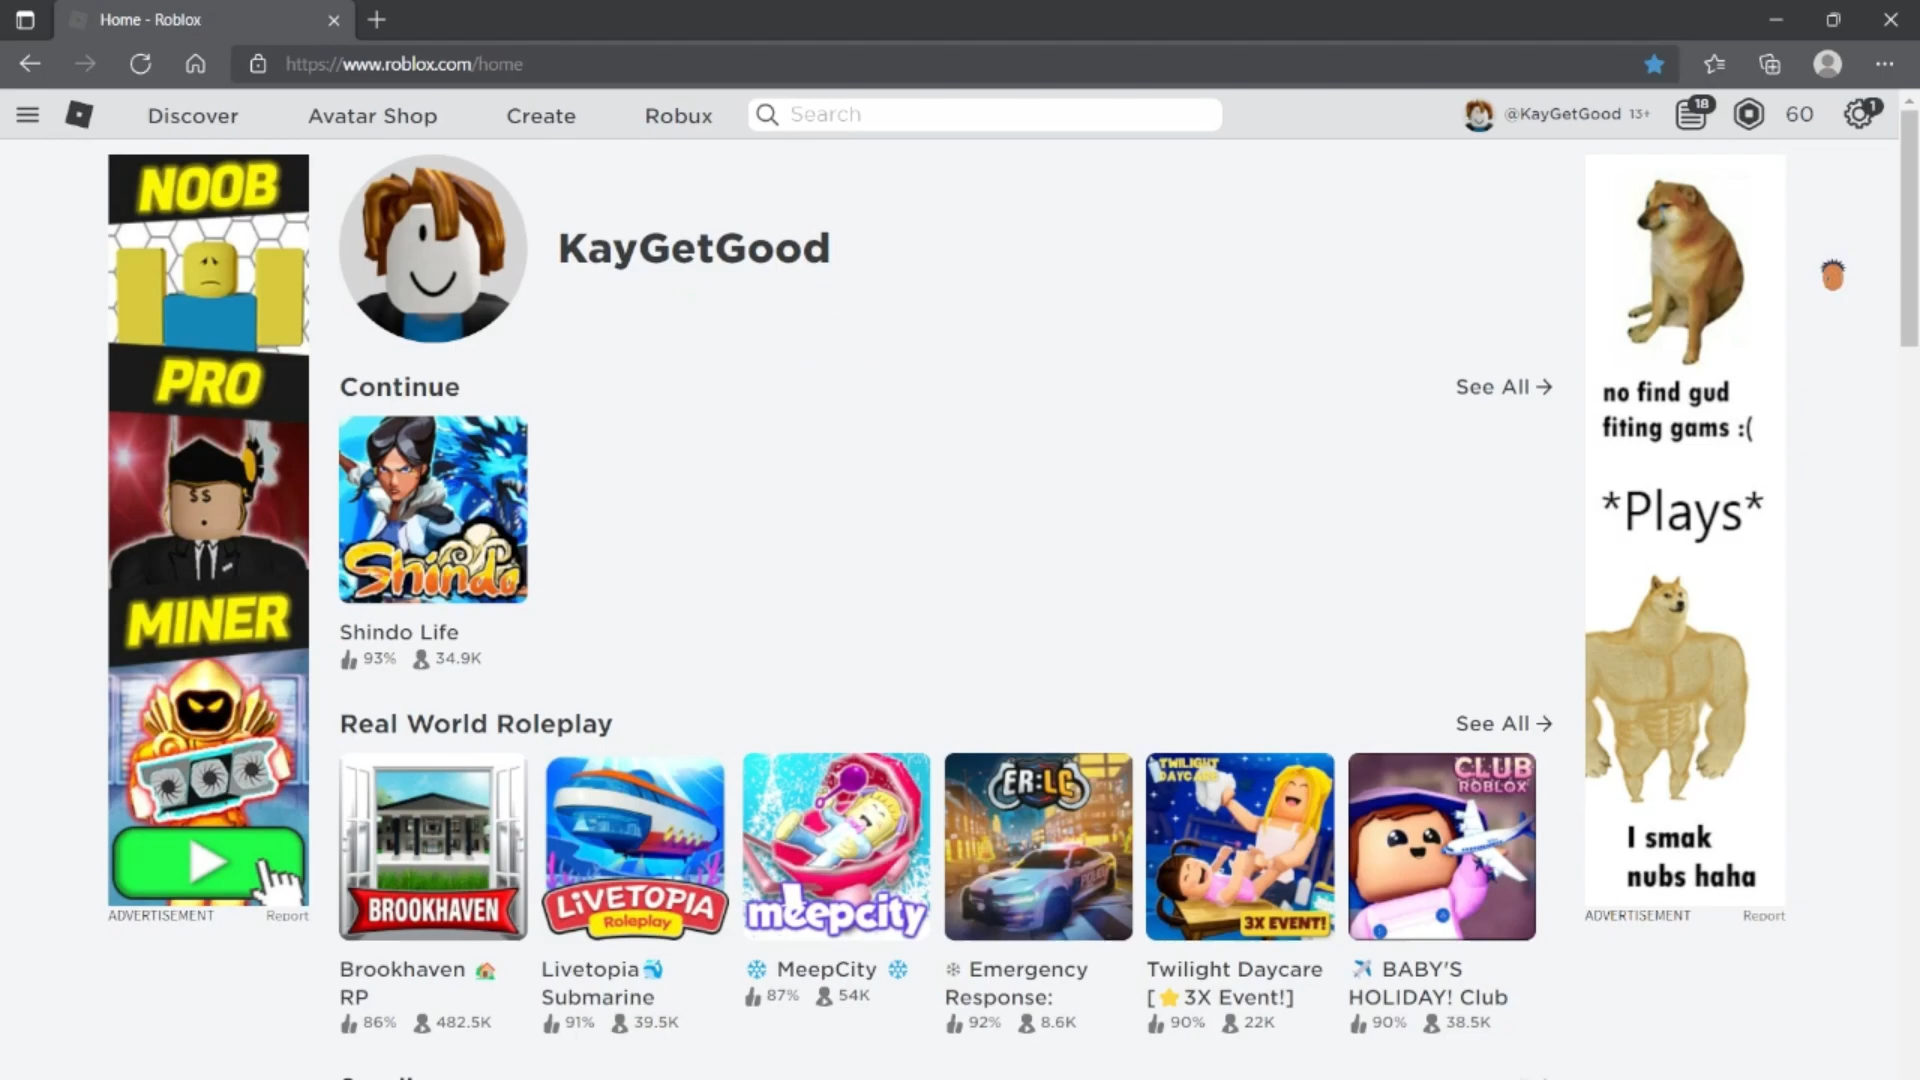 Home - Roblox
https://www.roblox.com/home
Discover
Avatar Shop
Create
Robux
Search
@KayGetGood 13+
18
60
1
NOOB
PRO
$$
MINER
ADVERTISEMENT Report
KayGetGood
Continue
See All →
Shindo
Shindo Life
93% 34.9K
Real World Roleplay
See All →
BROOKHAVEN
LiVETOPiA
Roleplay
meepcity
ER:LC
POLICE
TWILIGHT
DAYCARE
3X EVENT!
CLUB
ROBLOX
Brookhaven 🏠
RP
86% 482.5K
Livetopia
Submarine
91% 39.5K
❄️ MeepCity ❄️
87% 54K
❄ Emergency
Response:
92% 8.6K
Twilight Daycare
[⭐3X Event!]
90% 22K
✈️ BABY'S
HOLIDAY! Club
90% 38.5K
no find gud
fiting gams :(
*Plays*
I smak
nubs haha
ADVERTISEMENT Report